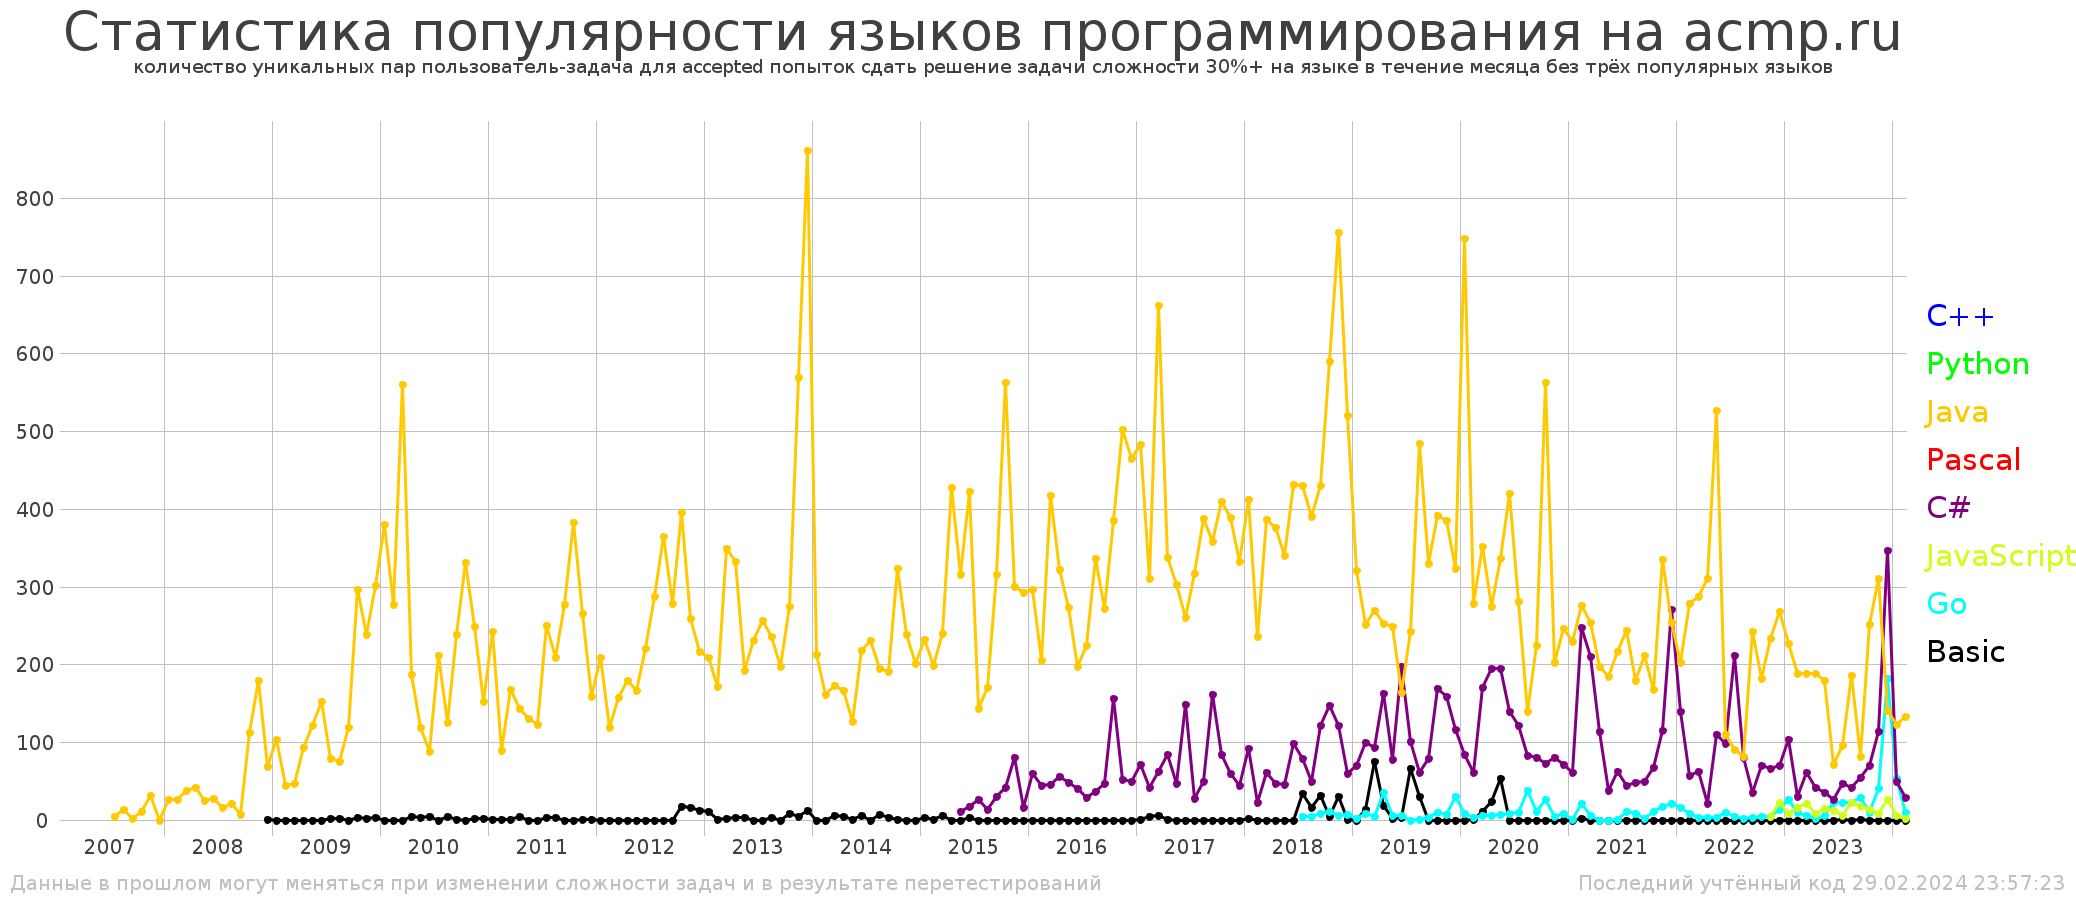 Статистика популярности языков программирования на acmp.ru
количество уникальных пар пользователь-задача для accepted попыток сдать решение задачи сложности 30%+ на языке в течение месяца без трёх популярных языков
800
700
600
500
400
300
200
100
0
C++
Python
Java
Pascal
C#
JavaScript
Go
Basic
2007 2008 2009 2010 2011 2012 2013 2014 2015 2016 2017 2018 2019 2020 2021 2022 2023
Данные в прошлом могут меняться при изменении сложности задач и в результате перетестирований
Последний учтённый код 29.02.2024 23:57:23